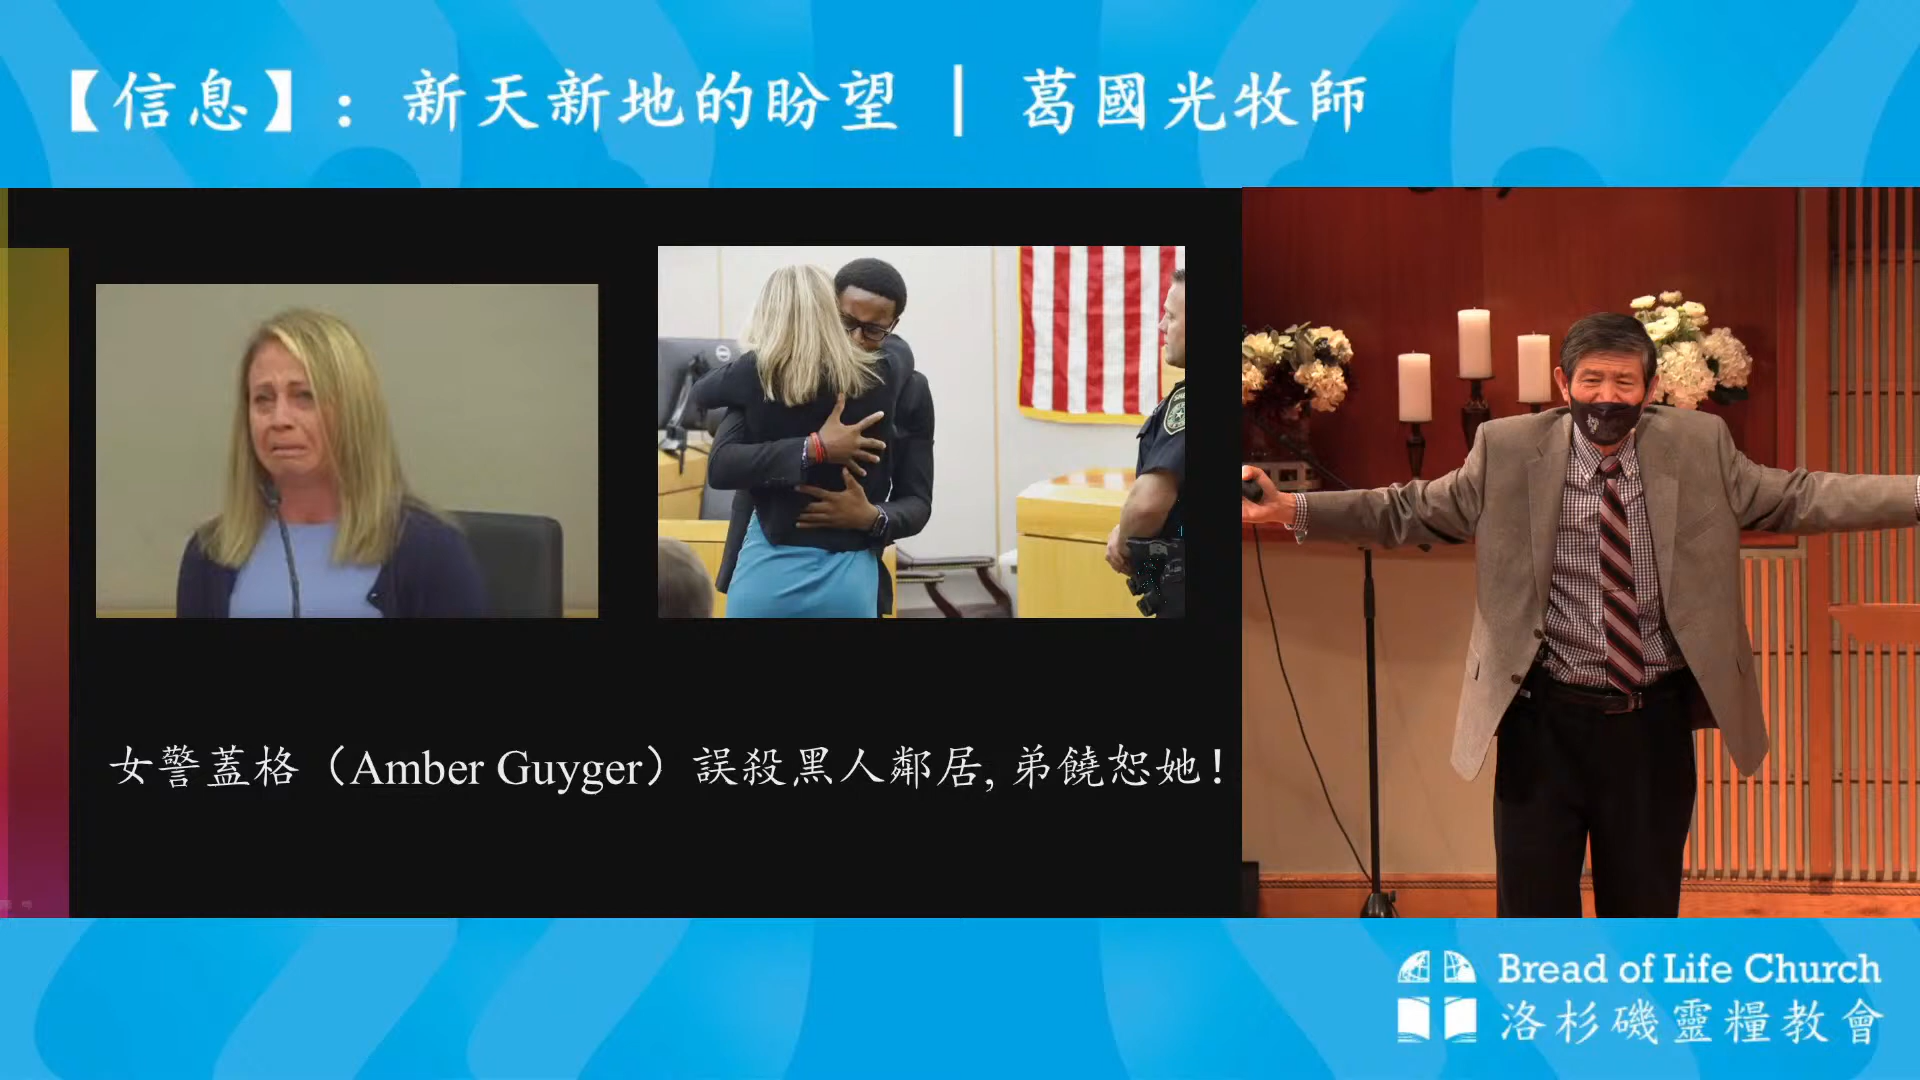 【信息】：新天新地的盼望 | 葛國光牧師
女警蓋格（Amber Guyger）誤殺黑人鄰居, 弟饒恕她！
Bread of Life Church
洛杉磯靈糧教會